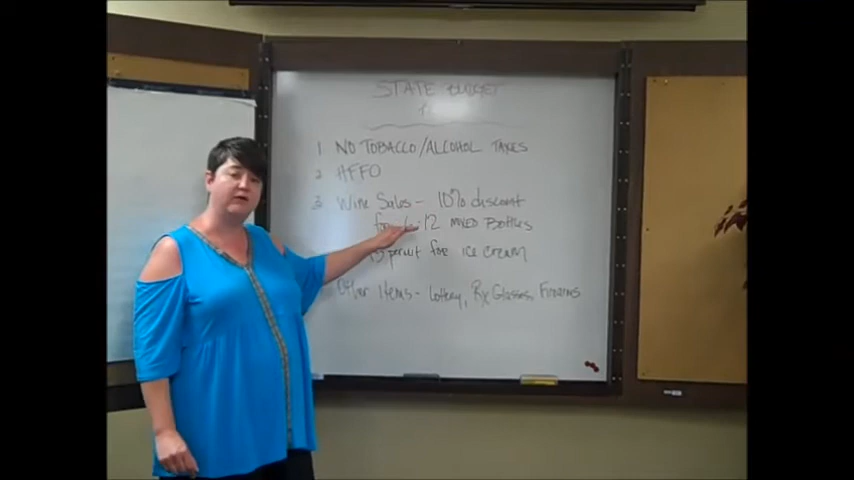 STATE BUDGET
1 NO TOBACCO/ALCOHOL TAXES
2 HFFO
3 Wine Sales - 10% discount
for 6-12 MIXED Bottles
permit for ice cream
Other Items - Lottery, Rx Glasses, Firearms